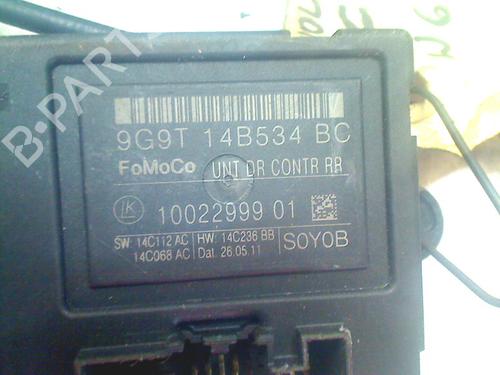 B-PARTS
9G9T 14B534 BC
FoMoCo UNT DR CONTR RR
LK 10022999 01
SW: 14C112 AC HW: 14C236 BB S0Y0B
14C068 AC Dat. 26.05.11